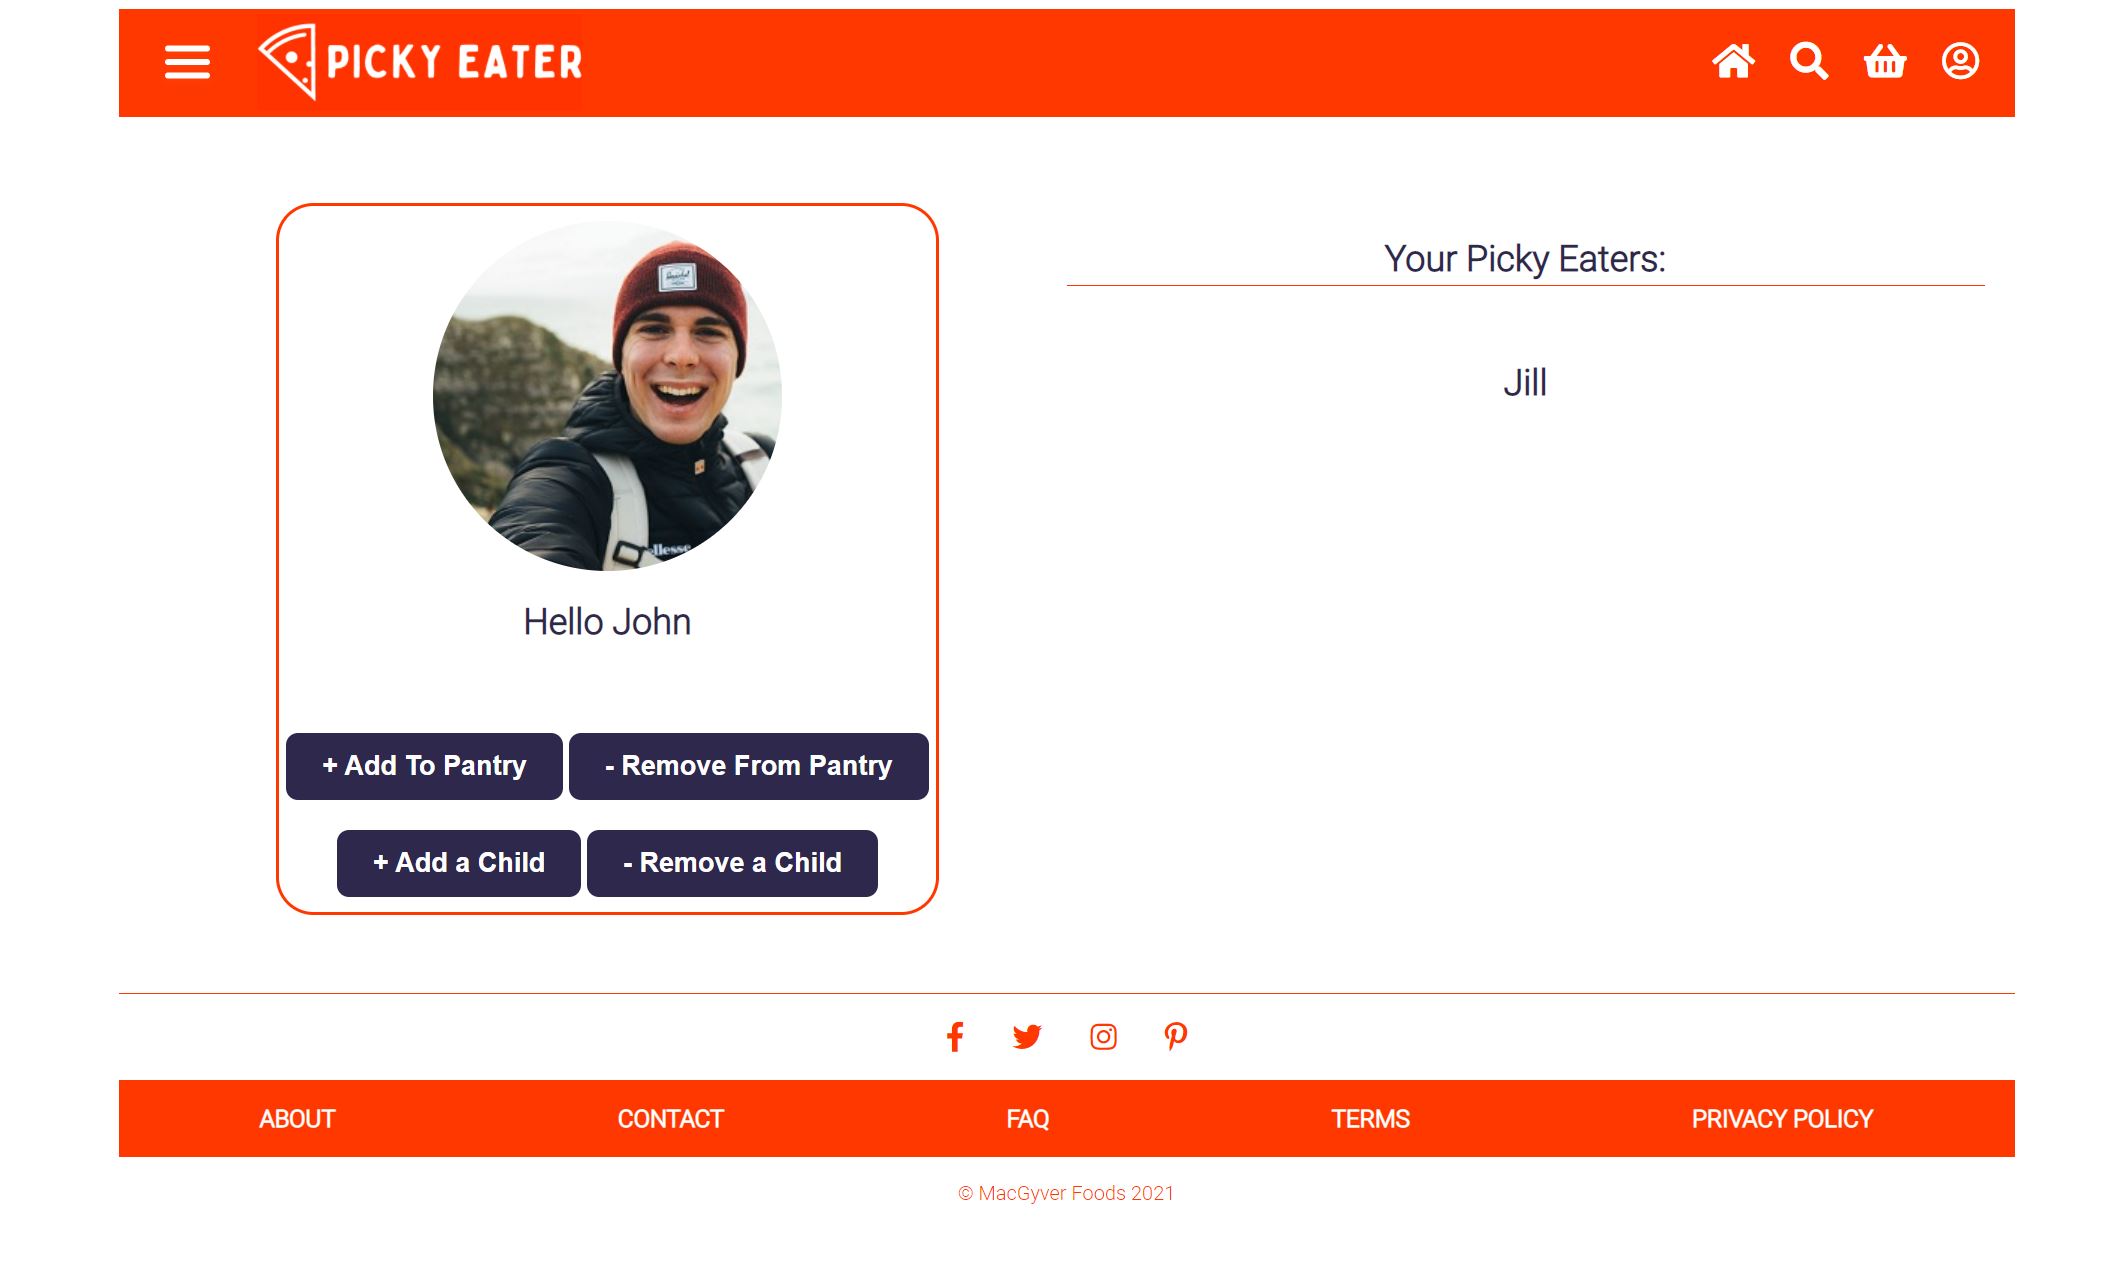 PICKY EATER
Your Picky Eaters:
Jill
Hello John
+ Add To Pantry
- Remove From Pantry
+ Add a Child
- Remove a Child
ABOUT
CONTACT
FAQ
TERMS
PRIVACY POLICY
© MacGyver Foods 2021